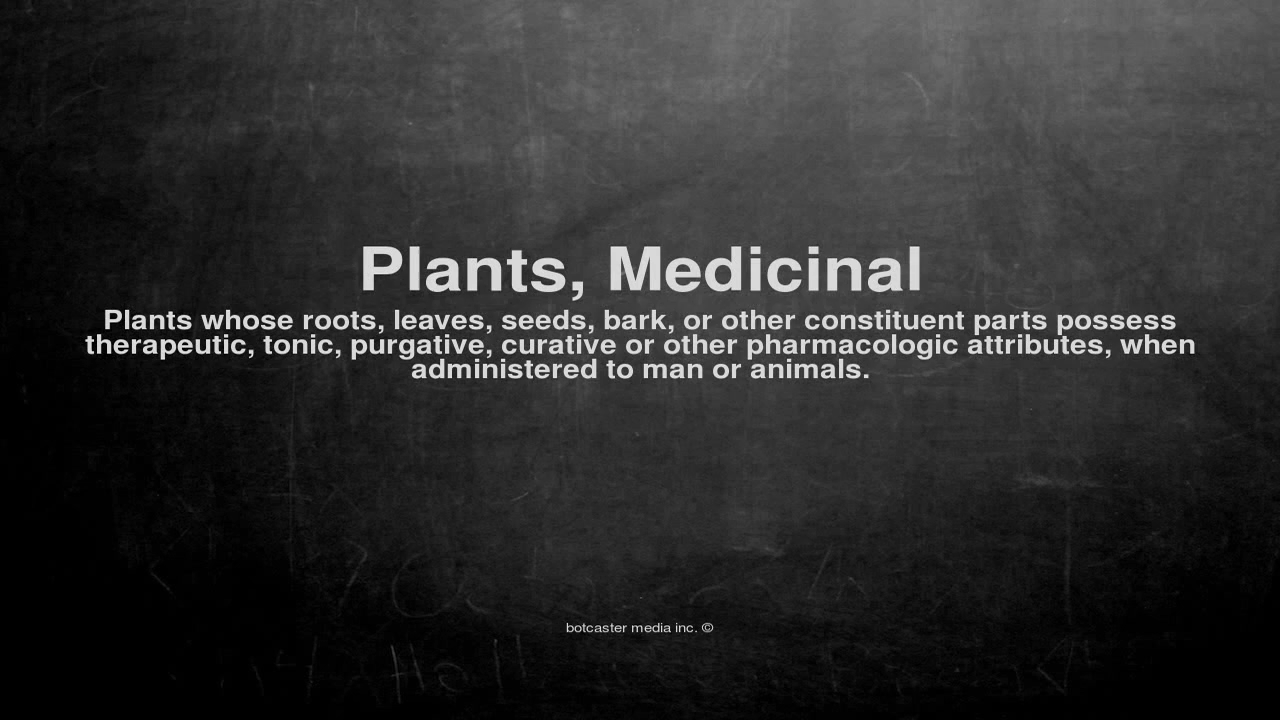 Plants, Medicinal
Plants whose roots, leaves, seeds, bark, or other constituent parts possess
therapeutic, tonic, purgative, curative or other pharmacologic attributes, when
administered to man or animals.
botcaster media inc. ©